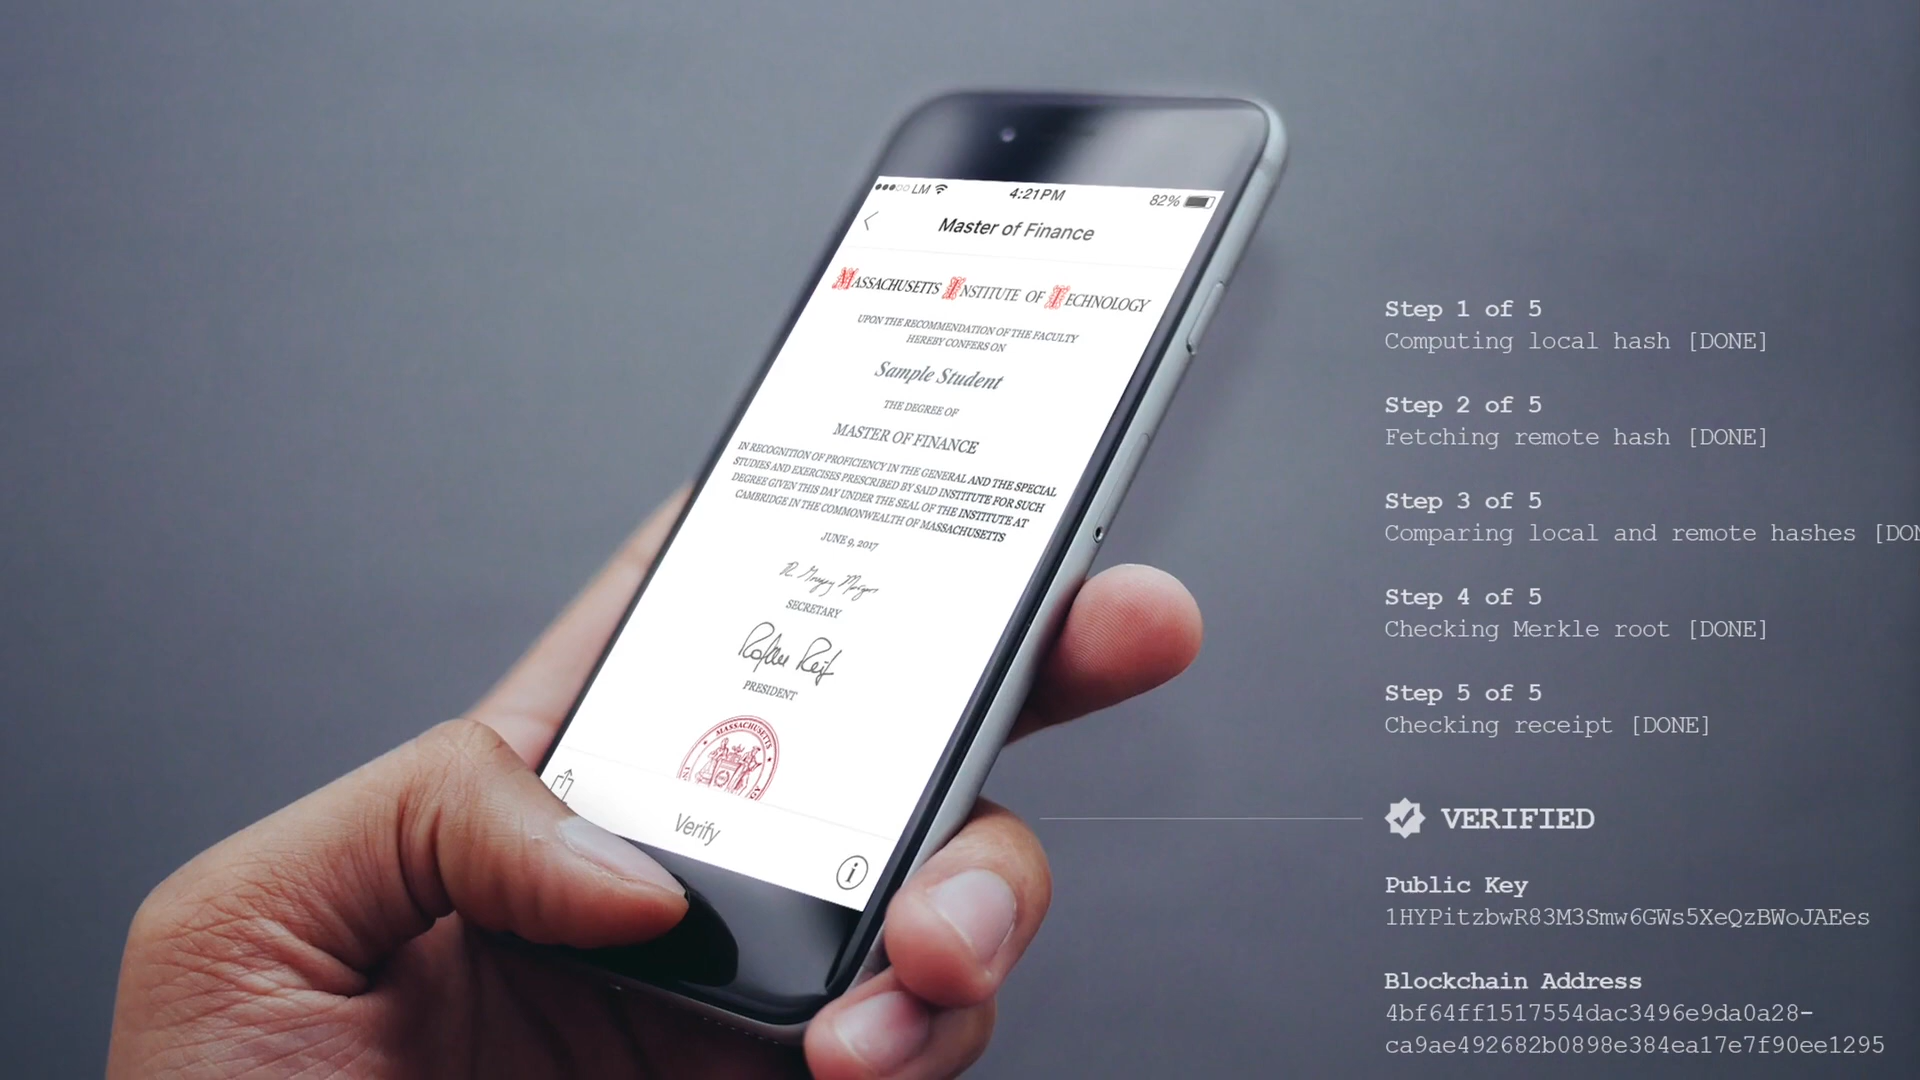 LM
4:21PM
82%
Master of Finance
MASSACHUSETTS INSTITUTE OF TECHNOLOGY
UPON THE RECOMMENDATION OF THE FACULTY
HEREBY CONFERS ON
Sample Student
THE DEGREE OF
MASTER OF FINANCE
IN RECOGNITION OF PROFICIENCY IN THE GENERAL AND THE SPECIAL
STUDIES AND EXERCISES PRESCRIBED BY SAID INSTITUTE FOR SUCH
DEGREE GIVEN THIS DAY UNDER THE SEAL OF THE INSTITUTE AT
CAMBRIDGE IN THE COMMONWEALTH OF MASSACHUSETTS
JUNE 9, 2017
SECRETARY
PRESIDENT
MASSACHUSETTS
Verify
Step 1 of 5
Computing local hash [DONE]
Step 2 of 5
Fetching remote hash [DONE]
Step 3 of 5
Comparing local and remote hashes [DON
Step 4 of 5
Checking Merkle root [DONE]
Step 5 of 5
Checking receipt [DONE]
VERIFIED
Public Key
1HYPitzbwR83M3Smw6GWs5XeQzBWoJAEes
Blockchain Address
4bf64ff1517554dac3496e9da0a28-
ca9ae492682b0898e384ea17e7f90ee1295